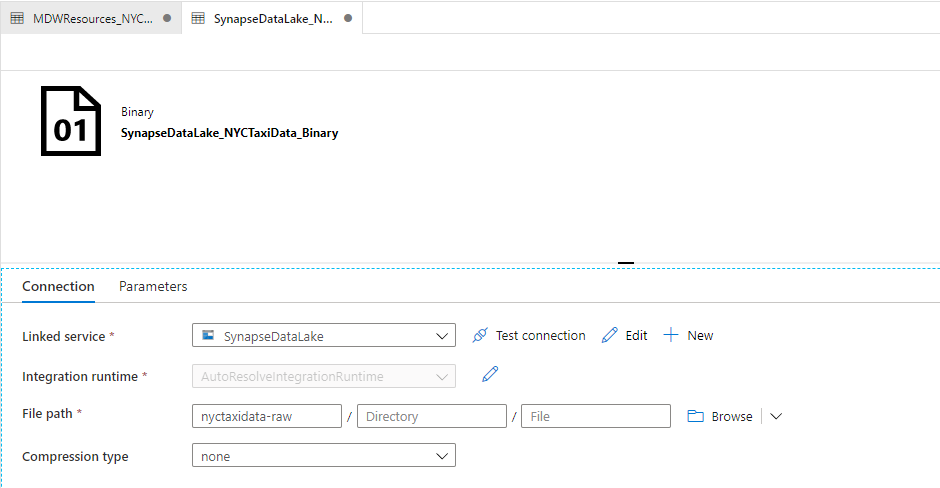 MDWResources_NYC... SynapseDataLake_N...
01
Binary
SynapseDataLake_NYCTaxiData_Binary
Connection Parameters
Linked service * SynapseDataLake Test connection Edit New
Integration runtime * AutoResolveIntegrationRuntime
File path * nyctaxidata-raw / Directory / File Browse
Compression type none